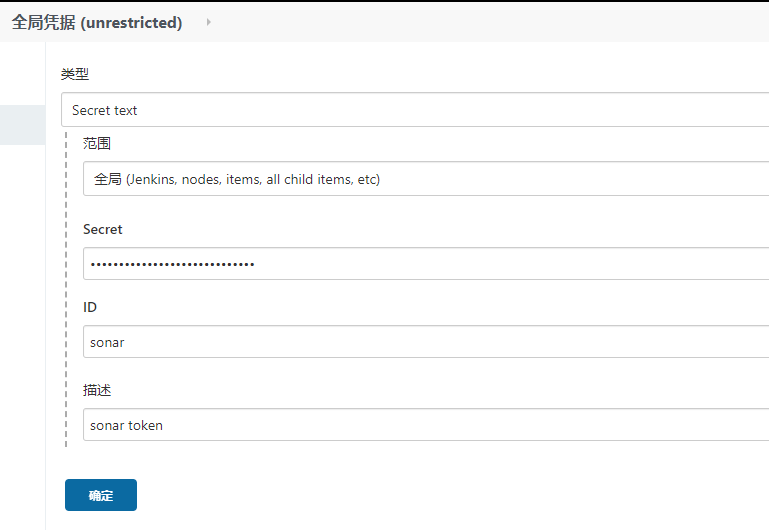 全局凭据 (unrestricted)
类型
Secret text
范围
全局 (Jenkins, nodes, items, all child items, etc)
Secret
•••••••••••••••••••••••••••••
ID
sonar
描述
sonar token
确定